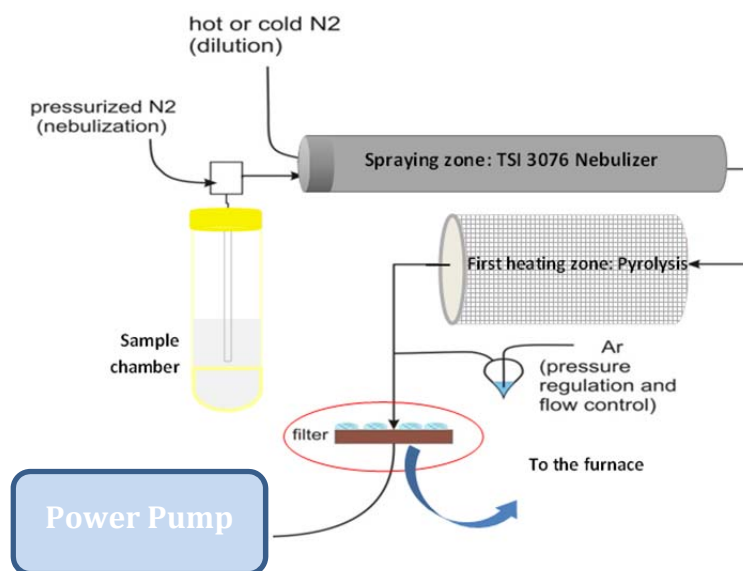 hot or cold N2
(dilution)
pressurized N2
(nebulization)
Spraying zone: TSI 3076 Nebulizer
First heating zone: Pyrolysis
Sample
chamber
Ar
(pressure
regulation and
flow control)
filter
To the furnace
Power Pump